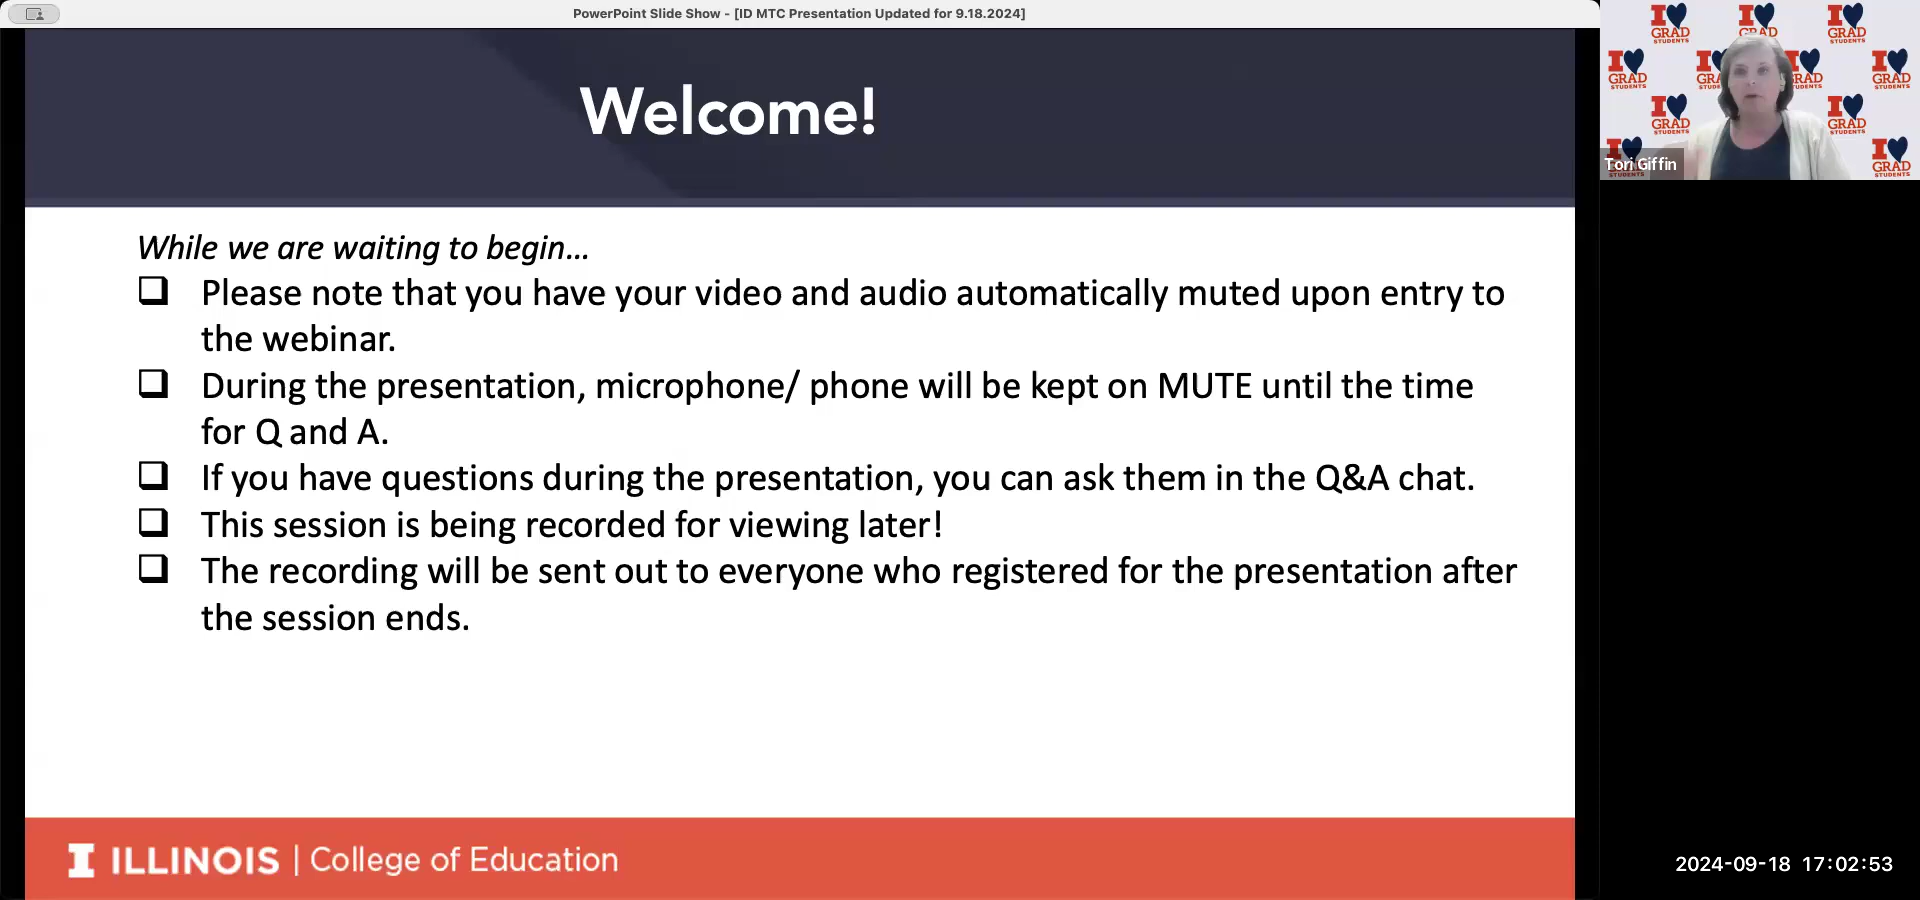 PowerPoint Slide Show - [ID MTC Presentation Updated for 9.18.2024]
Welcome!
While we are waiting to begin...
Please note that you have your video and audio automatically muted upon entry to
the webinar.
During the presentation, microphone/ phone will be kept on MUTE until the time
for Q and A.
If you have questions during the presentation, you can ask them in the Q&A chat.
This session is being recorded for viewing later!
The recording will be sent out to everyone who registered for the presentation after
the session ends.
I ILLINOIS | College of Education
I GRAD STUDENTS
Tori Giffin
2024-09-18 17:02:53